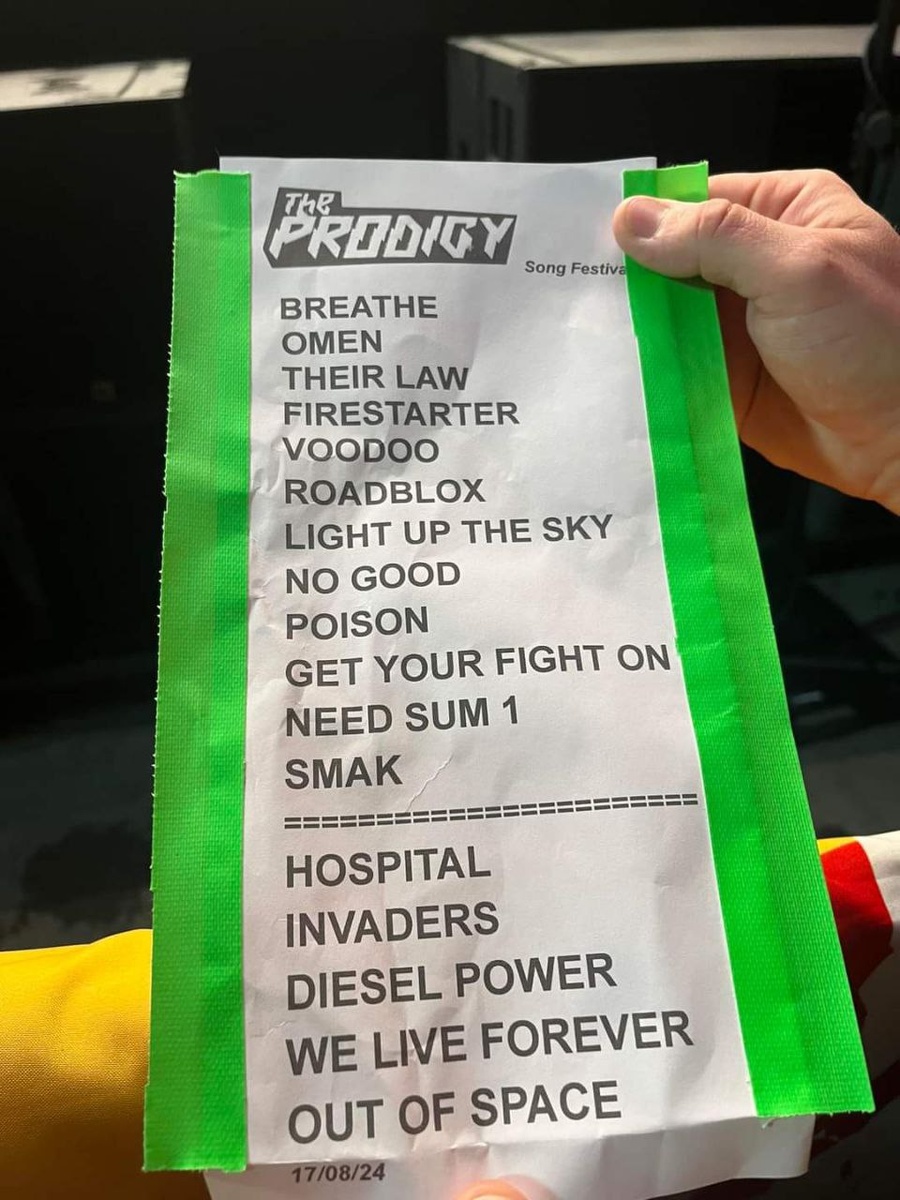 THE
PRODIGY
Song Festiva
BREATHE
OMEN
THEIR LAW
FIRESTARTER
VOODOO
ROADBLOX
LIGHT UP THE SKY
NO GOOD
POISON
GET YOUR FIGHT ON
NEED SUM 1
SMAK
========================
HOSPITAL
INVADERS
DIESEL POWER
WE LIVE FOREVER
OUT OF SPACE
17/08/24